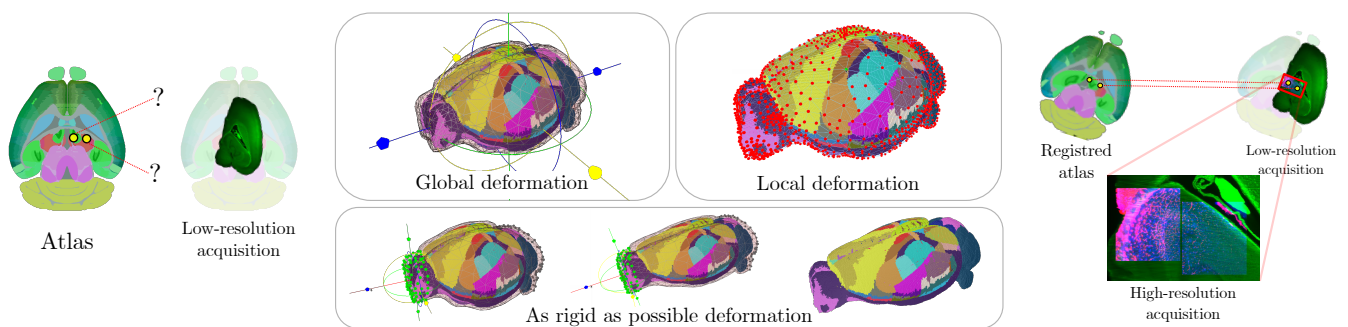 ?
?
Atlas
Low-resolution
acquisition
Global deformation
Local deformation
As rigid as possible deformation
Registred
atlas
Low-resolution
acquisition
High-resolution
acquisition